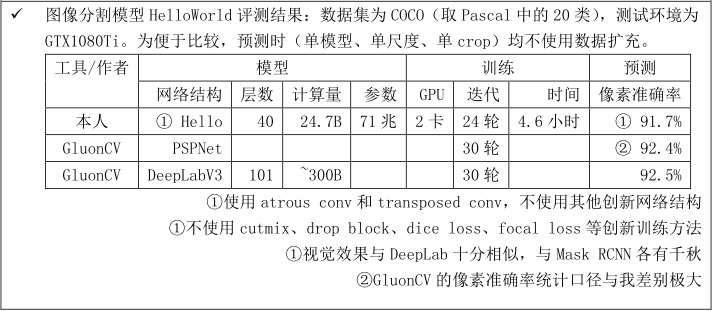 ✓ 图像分割模型 HelloWorld 评测结果：数据集为 COCO（取 Pascal 中的 20 类），测试环境为
GTX1080Ti。为便于比较，预测时（单模型、单尺度、单 crop）均不使用数据扩充。
工具/作者 模型 训练 预测
网络结构 层数 计算量 参数 GPU 迭代 时间 像素准确率
本人 ① Hello 40 24.7B 71 兆 2 卡 24 轮 4.6 小时 ① 91.7%
GluonCV PSPNet 30 轮 ② 92.4%
GluonCV DeepLabV3 101 ~300B 30 轮 92.5%
①使用 atrous conv 和 transposed conv，不使用其他创新网络结构
①不使用 cutmix、drop block、dice loss、focal loss 等创新训练方法
①视觉效果与 DeepLab 十分相似，与 Mask RCNN 各有千秋
②GluonCV 的像素准确率统计口径与我差别极大